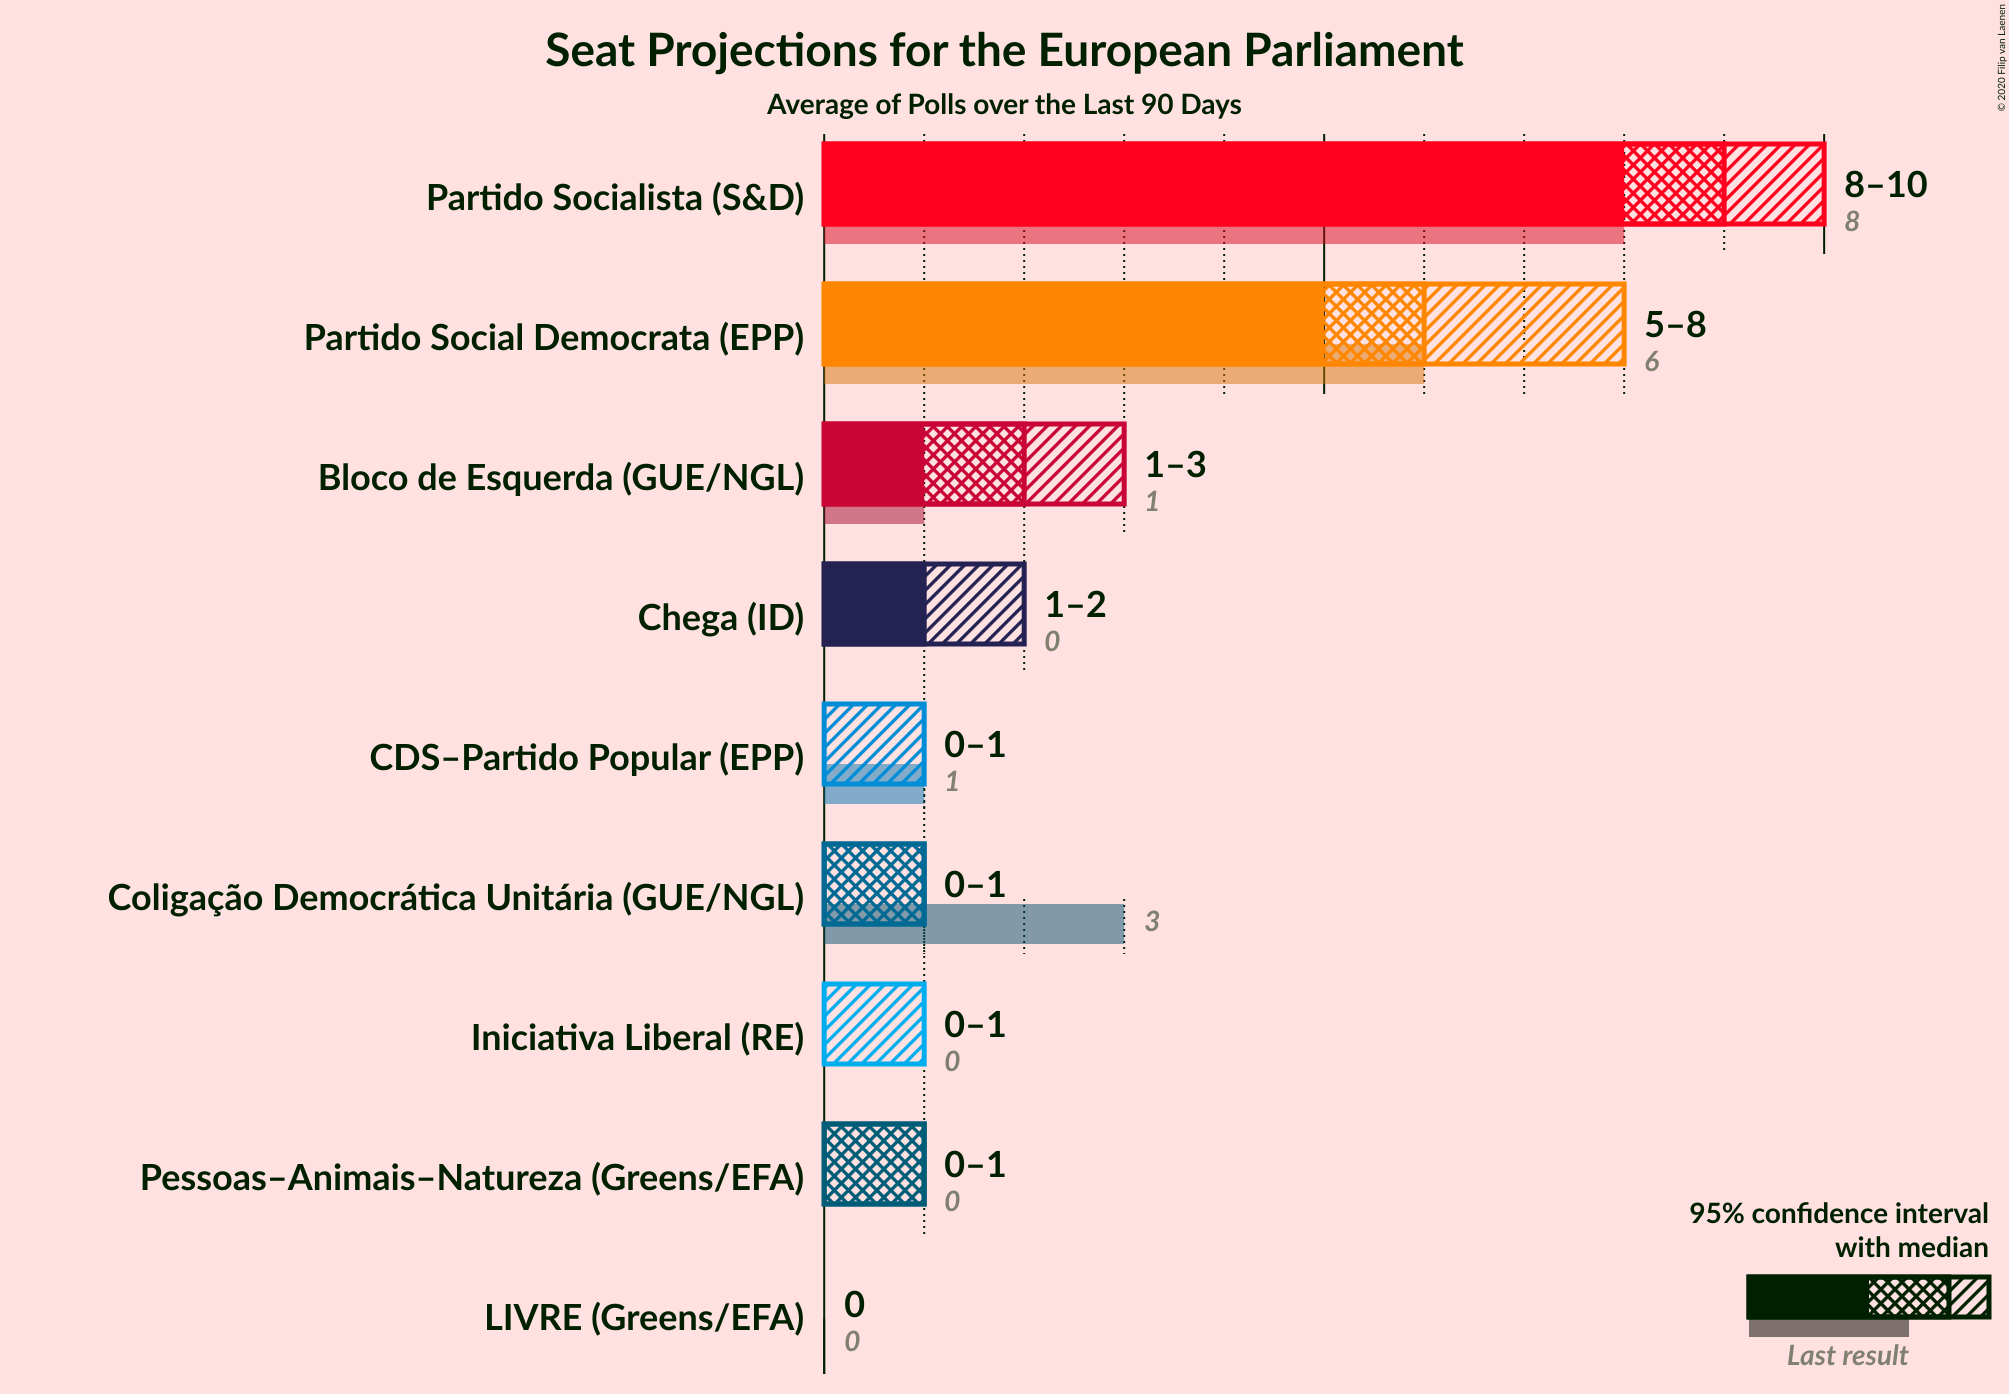 Seat Projections for the European Parliament
Average of Polls over the Last 90 Days
© 2020 Filip van Laenen
Partido Socialista (S&D)
8–10
8
Partido Social Democrata (EPP)
5–8
6
Bloco de Esquerda (GUE/NGL)
1–3
1
Chega (ID)
1–2
0
CDS–Partido Popular (EPP)
0–1
1
Coligação Democrática Unitária (GUE/NGL)
0–1
3
Iniciativa Liberal (RE)
0–1
0
Pessoas–Animais–Natureza (Greens/EFA)
0–1
0
LIVRE (Greens/EFA)
0
0
95% confidence interval
with median
Last result